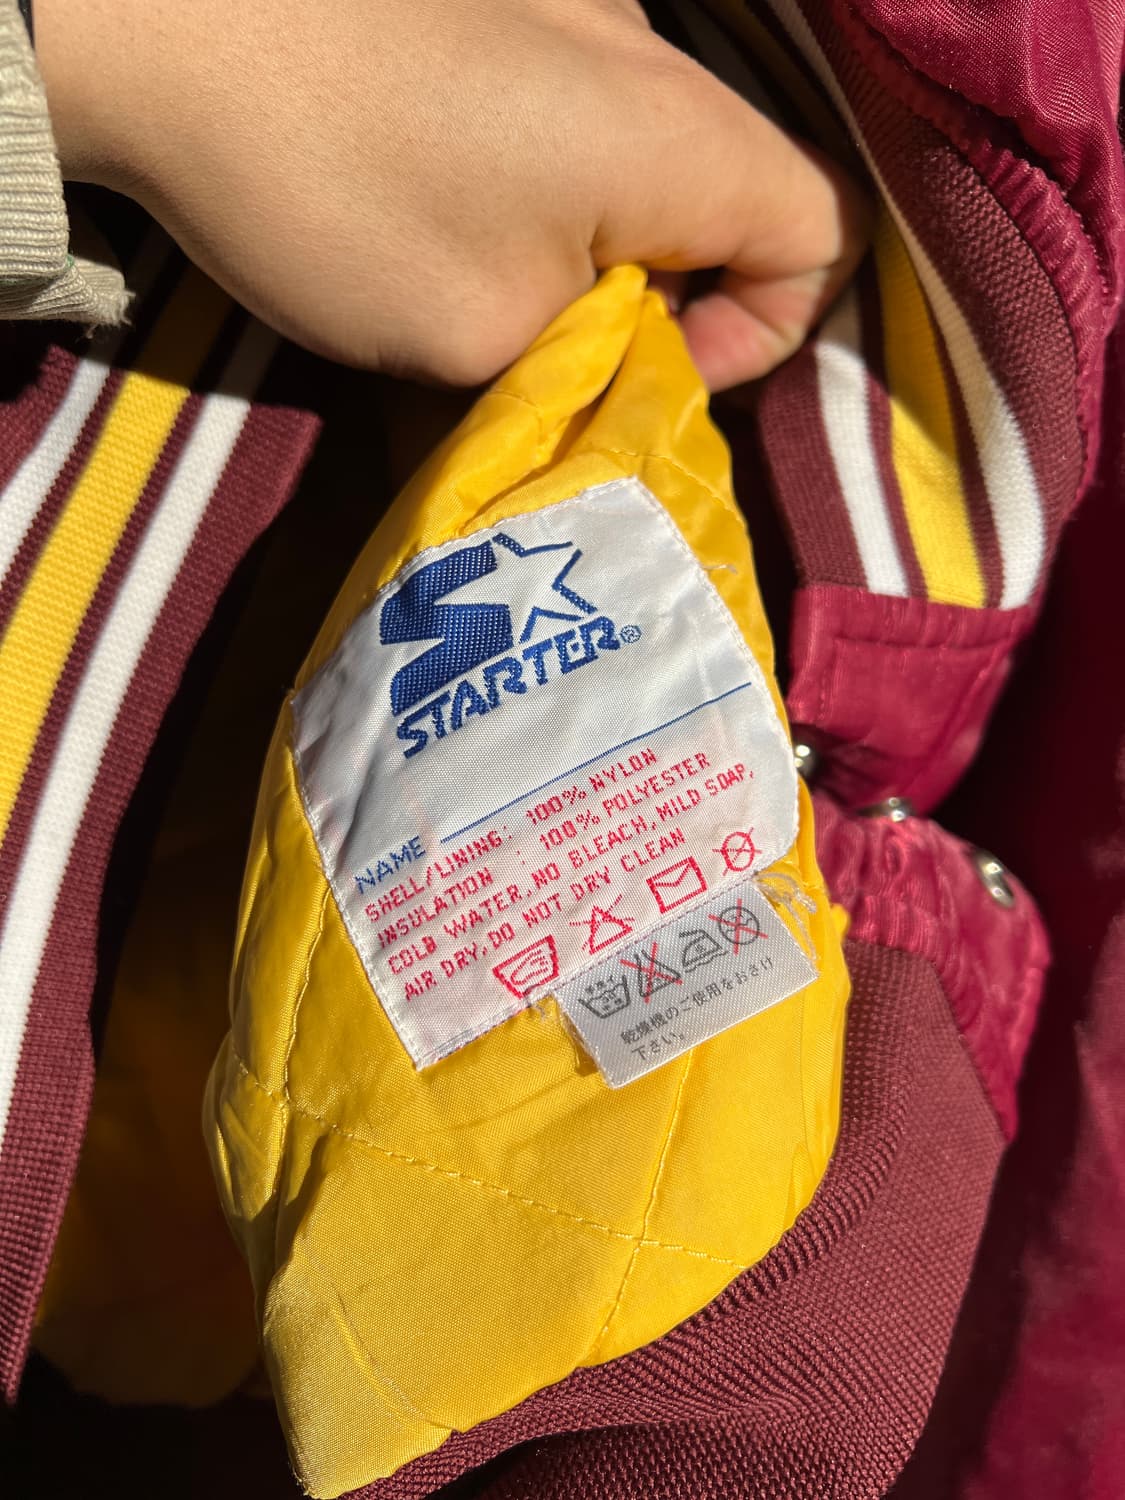 STARTER®
NAME
SHELL/LINING: 100% NYLON
INSULATION : 100% POLYESTER
COLD WATER, NO BLEACH, MILD SOAP,
AIR DRY, DO NOT DRY CLEAN
乾燥機のご使用をおさけ
下さい。